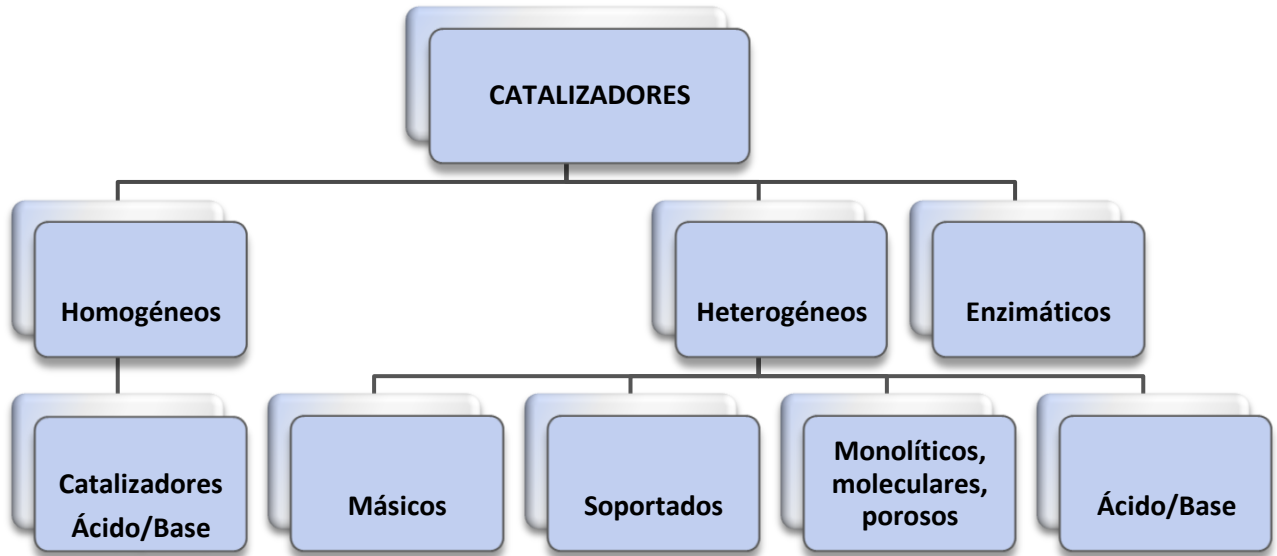 CATALIZADORES
Homogéneos
Heterogéneos
Enzimáticos
Catalizadores
Ácido/Base
Másicos
Soportados
Monolíticos,
moleculares,
porosos
Ácido/Base